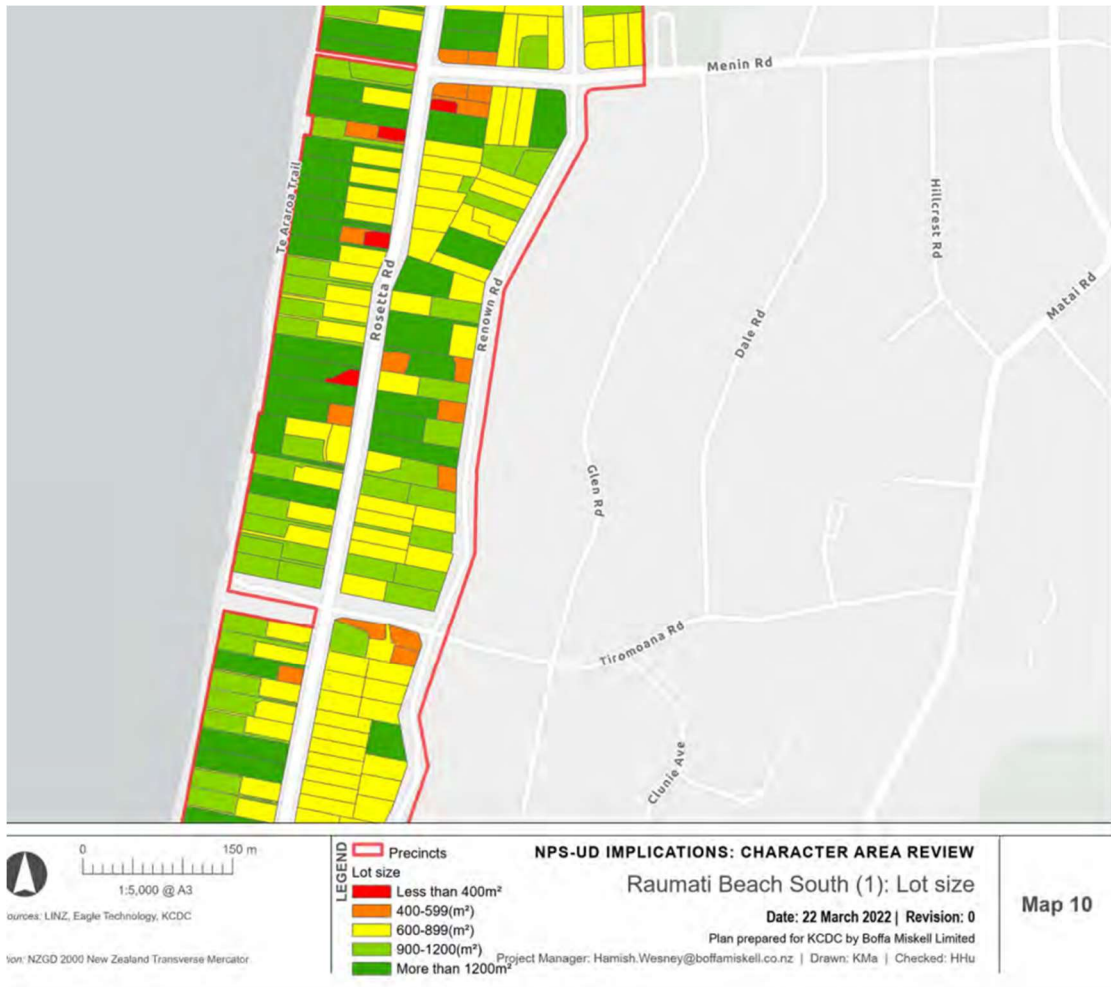 Menin Rd
Te Araroa Trail
Hillcrest Rd
Rosetta Rd
Renown Rd
Matai Rd
Dale Rd
Glen Rd
Tiromoana Rd
Clunie Ave
0 150 m
1:5,000 @ A3
ources: LINZ, Eagle Technology, KCDC
ion: NZGD 2000 New Zealand Transverse Mercator
LEGEND
Precincts
Lot size
Less than 400m²
400-599(m²)
600-899(m²)
900-1200(m²)
More than 1200m²
NPS-UD IMPLICATIONS: CHARACTER AREA REVIEW
Raumati Beach South (1): Lot size
Date: 22 March 2022 | Revision: 0
Plan prepared for KCDC by Boffa Miskell Limited
Project Manager: Hamish.Wesney@boffamiskell.co.nz | Drawn: KMa | Checked: HHu
Map 10